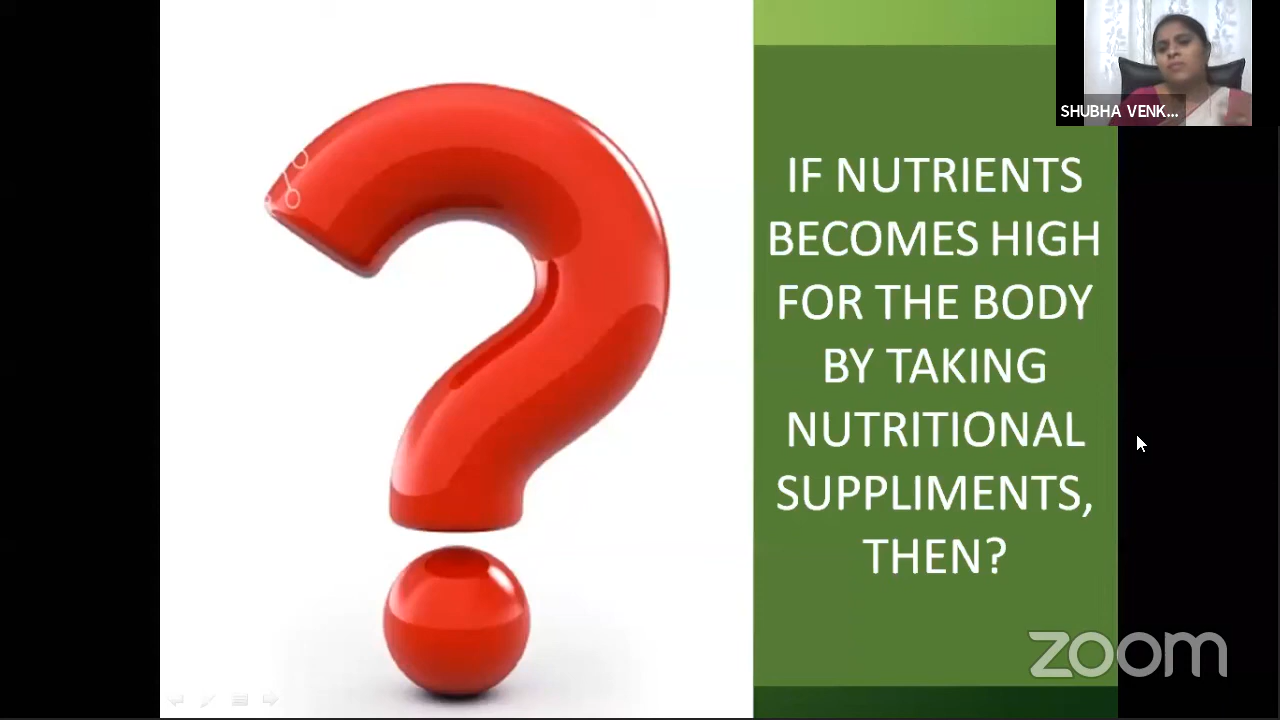 SHUBHA VENK...
IF NUTRIENTS
BECOMES HIGH
FOR THE BODY
BY TAKING
NUTRITIONAL
SUPPLIMENTS,
THEN?
zoom